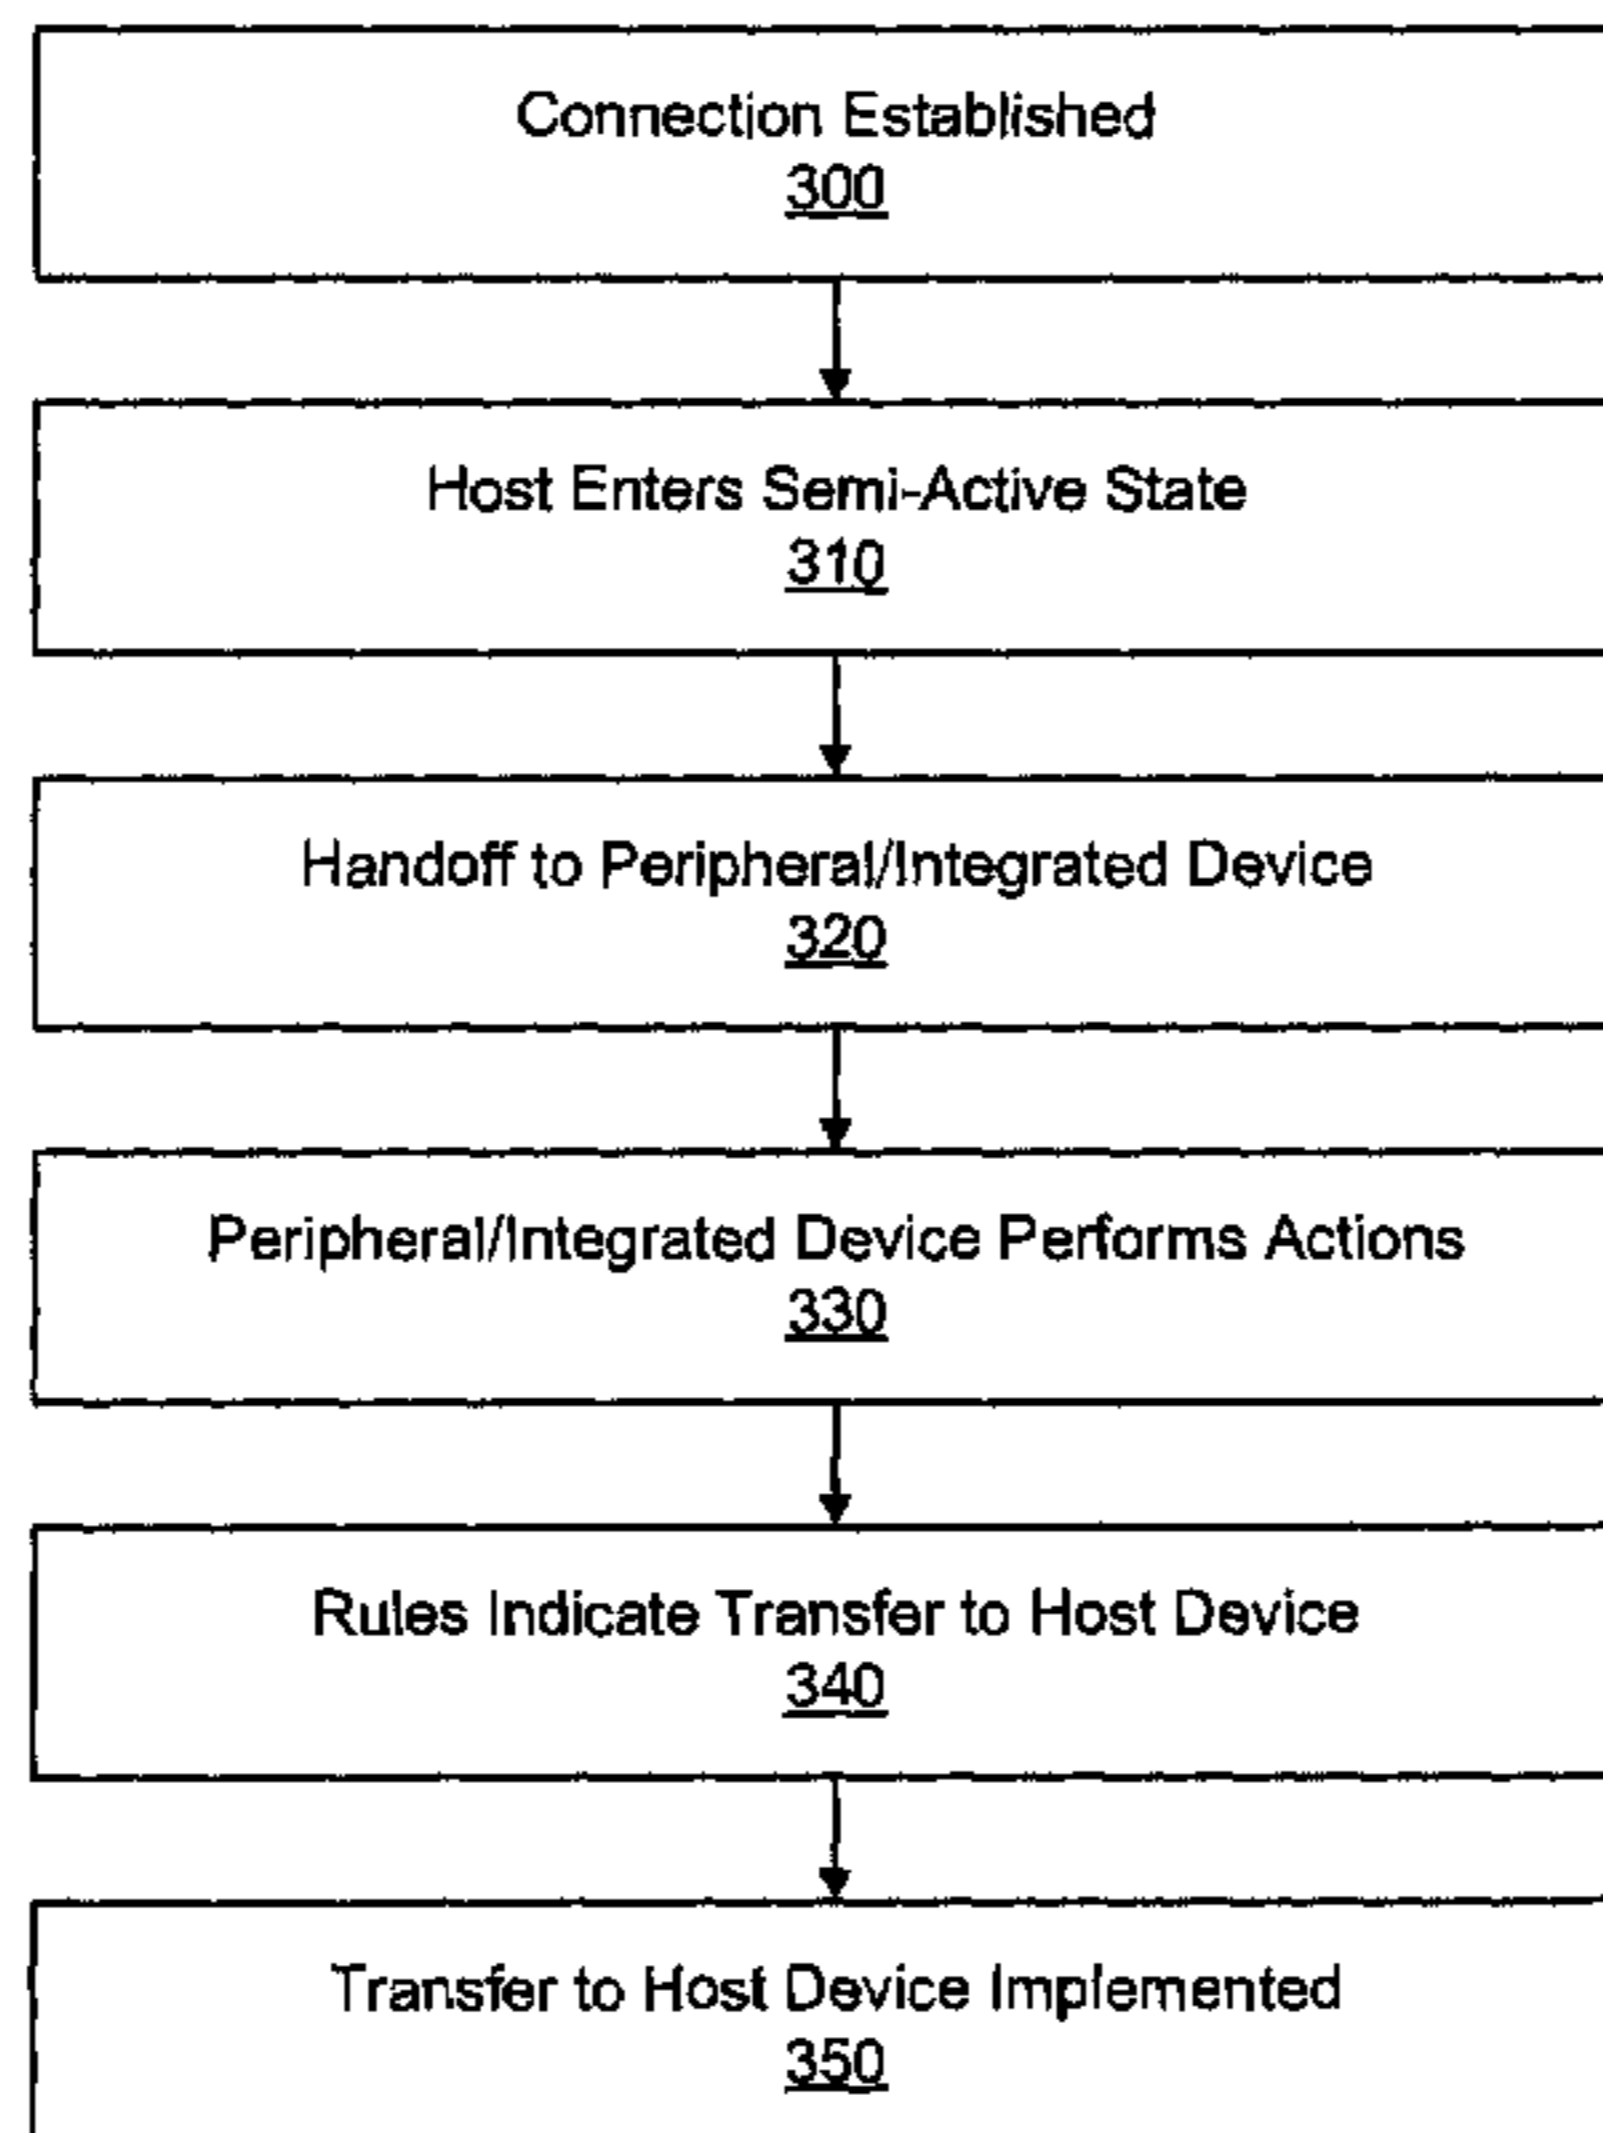 Connection Established
300
Host Enters Semi-Active State
310
Handoff to Peripheral/Integrated Device
320
Peripheral/Integrated Device Performs Actions
330
Rules Indicate Transfer to Host Device
340
Transfer to Host Device Implemented
350